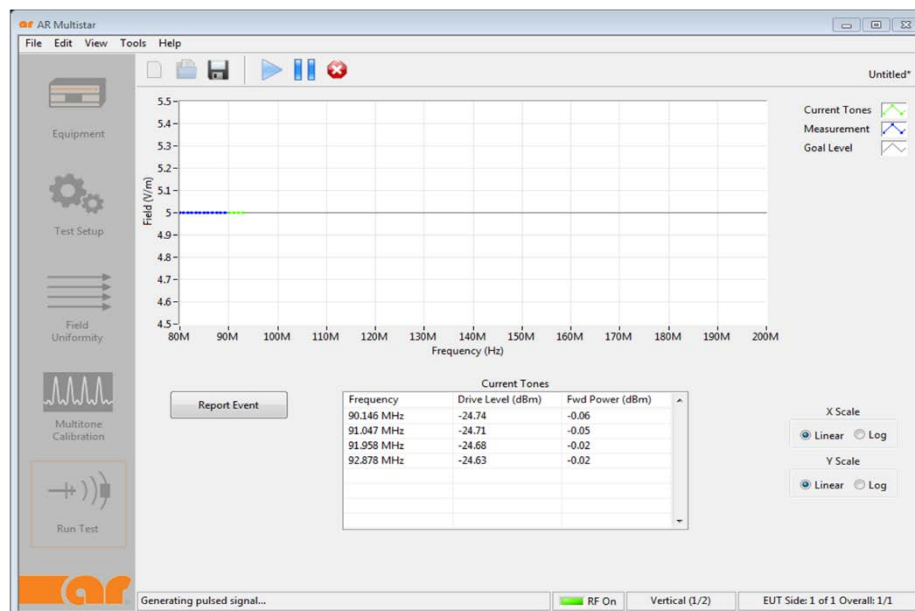 ar AR Multistar
File Edit View Tools Help
Untitled*
Equipment
Test Setup
Field
Uniformity
Multitone
Calibration
Run Test
ar
5.5
5.4
5.3
5.2
5.1
5
4.9
4.8
4.7
4.6
4.5
Field (V/m)
80M 90M 100M 110M 120M 130M 140M 150M 160M 170M 180M 190M 200M
Frequency (Hz)
Current Tones
Measurement
Goal Level
Report Event
Current Tones
Frequency Drive Level (dBm) Fwd Power (dBm)
90.146 MHz -24.74 -0.06
91.047 MHz -24.71 -0.05
91.958 MHz -24.68 -0.02
92.878 MHz -24.63 -0.02
X Scale
Linear Log
Y Scale
Linear Log
Generating pulsed signal... RF On Vertical (1/2) EUT Side: 1 of 1 Overall: 1/1